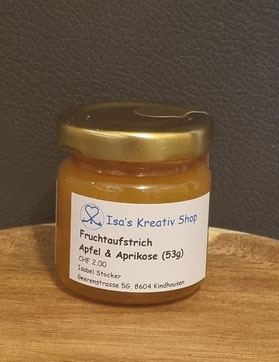 Isa's Kreativ Shop
Fruchtaufstrich
Apfel & Aprikose (53g)
CHF 2.00
Isabel Stocker
Geerenstrasse 5G, 8604 Kindhausen